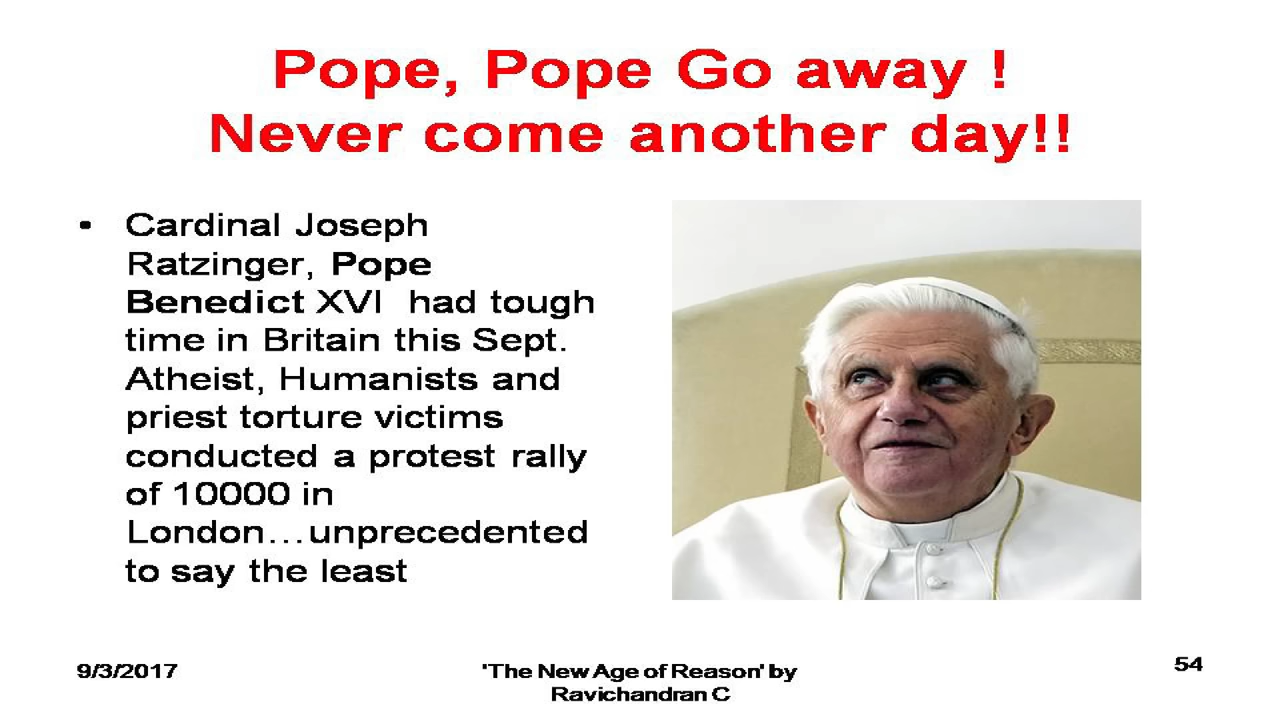 Pope, Pope Go away !
Never come another day!!
• Cardinal Joseph
Ratzinger, Pope
Benedict XVI had tough
time in Britain this Sept.
Atheist, Humanists and
priest torture victims
conducted a protest rally
of 10000 in
London...unprecedented
to say the least
9/3/2017
'The New Age of Reason' by
Ravichandran C
54